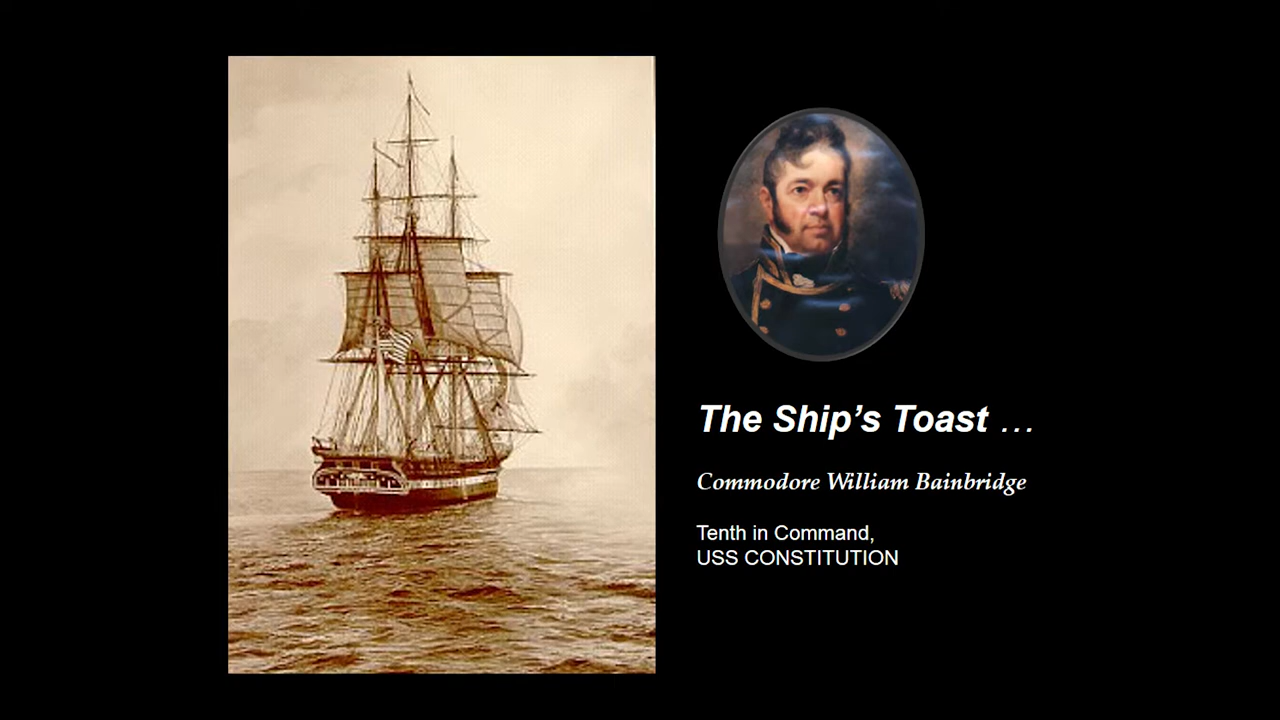 The Ship’s Toast …
Commodore William Bainbridge
Tenth in Command,
USS CONSTITUTION